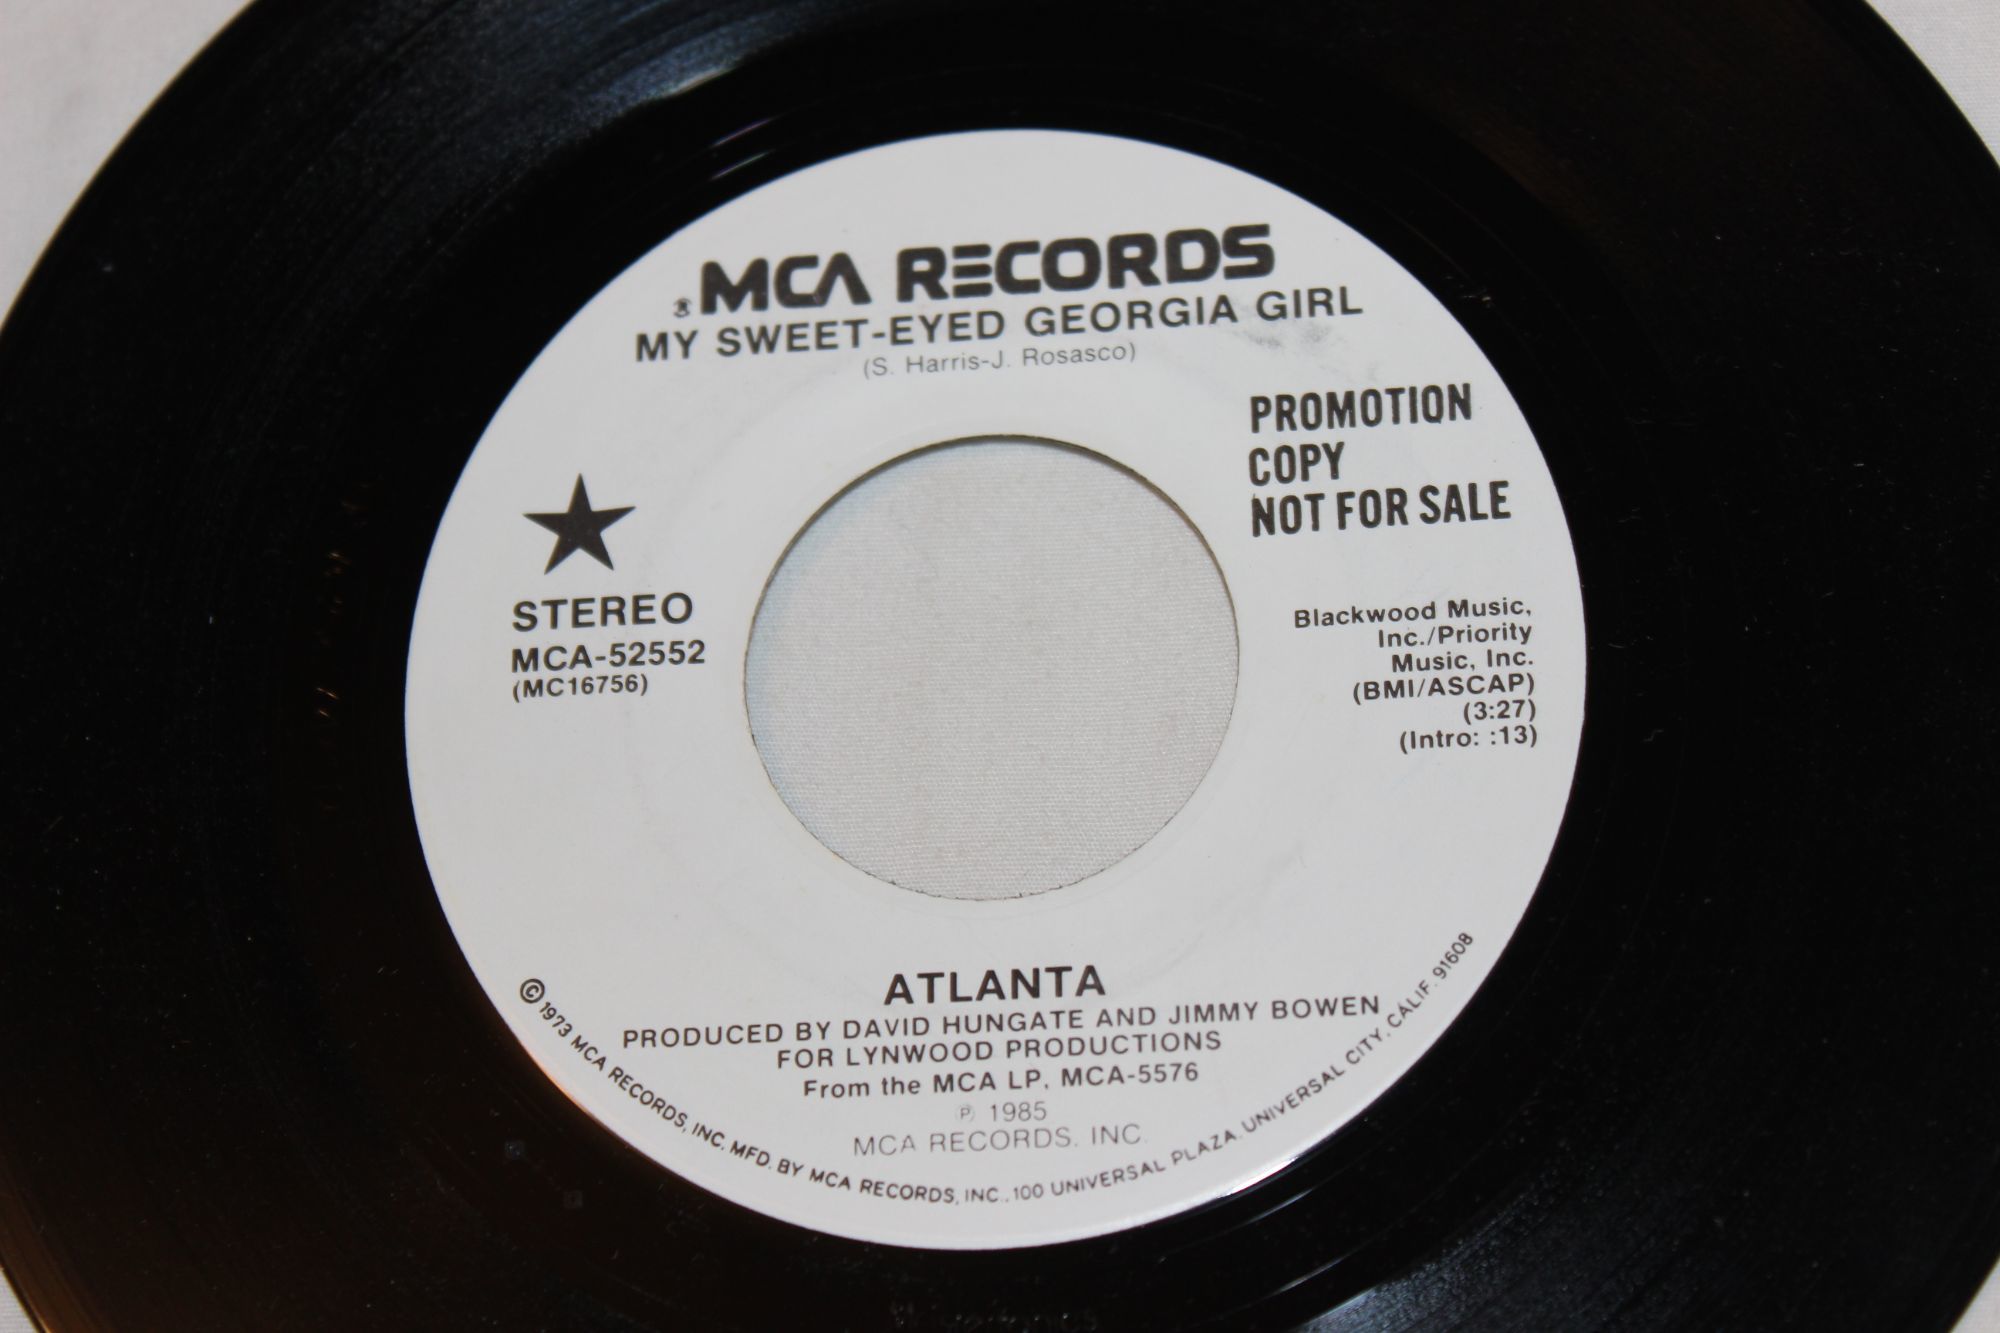 ® MCA RECORDS
MY SWEET-EYED GEORGIA GIRL
(S. Harris-J. Rosasco)
PROMOTION
COPY
NOT FOR SALE
STEREO
MCA-52552
(MC16756)
Blackwood Music,
Inc./Priority
Music, Inc.
(BMI/ASCAP)
(3:27)
(Intro: :13)
ATLANTA
PRODUCED BY DAVID HUNGATE AND JIMMY BOWEN
FOR LYNWOOD PRODUCTIONS
From the MCA LP, MCA-5576
℗ 1985
MCA RECORDS, INC.
©1973 MCA RECORDS, INC. MFD. BY MCA RECORDS, INC., 100 UNIVERSAL PLAZA, UNIVERSAL CITY, CALIF. 91608